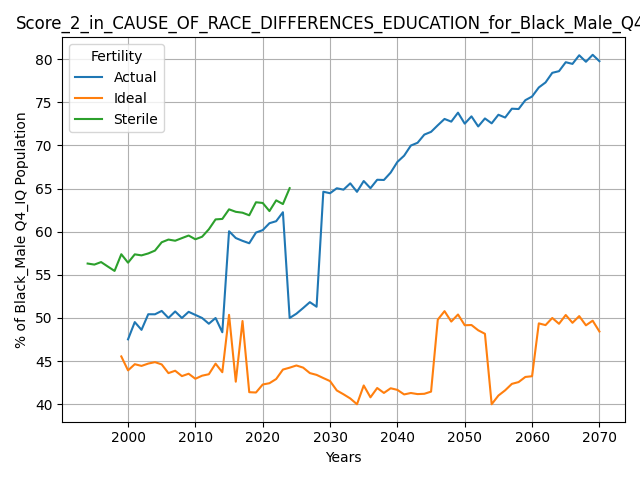 Score_2_in_CAUSE_OF_RACE_DIFFERENCES_EDUCATION_for_Black_Male_Q4
Fertility
Actual
Ideal
Sterile
% of Black_Male Q4_IQ Population
80
75
70
65
60
55
50
45
40
2000 2010 2020 2030 2040 2050 2060 2070
Years